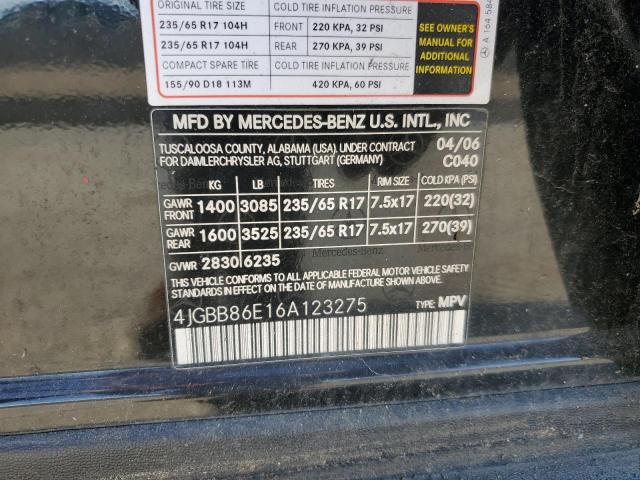 ORIGINAL TIRE SIZE COLD TIRE INFLATION PRESSURE
235/65 R17 104H FRONT 220 KPA, 32 PSI
235/65 R17 104H REAR 270 KPA, 39 PSI
COMPACT SPARE TIRE COLD TIRE INFLATION PRESSURE
155/90 D18 113M 420 KPA, 60 PSI
SEE OWNER'S
MANUAL FOR
ADDITIONAL
INFORMATION
A 164 584
MFD BY MERCEDES-BENZ U.S. INTL., INC
TUSCALOOSA COUNTY, ALABAMA (USA). UNDER CONTRACT 04/06
FOR DAIMLERCHRYSLER AG, STUTTGART (GERMANY) C040
KG LB TIRES RIM SIZE COLD KPA (PSI)
GAWR FRONT 1400 3085 235/65 R17 7.5x17 220(32)
GAWR REAR 1600 3525 235/65 R17 7.5x17 270(39)
GVWR 2830 6235
Mercedes-Benz
THIS VEHICLE CONFORMS TO ALL APPLICABLE FEDERAL MOTOR VEHICLE SAFETY
STANDARDS IN EFFECT ON THE DATE OF MANUFACTURE SHOWN ABOVE.
4JGBB86E16A123275 TYPE: MPV